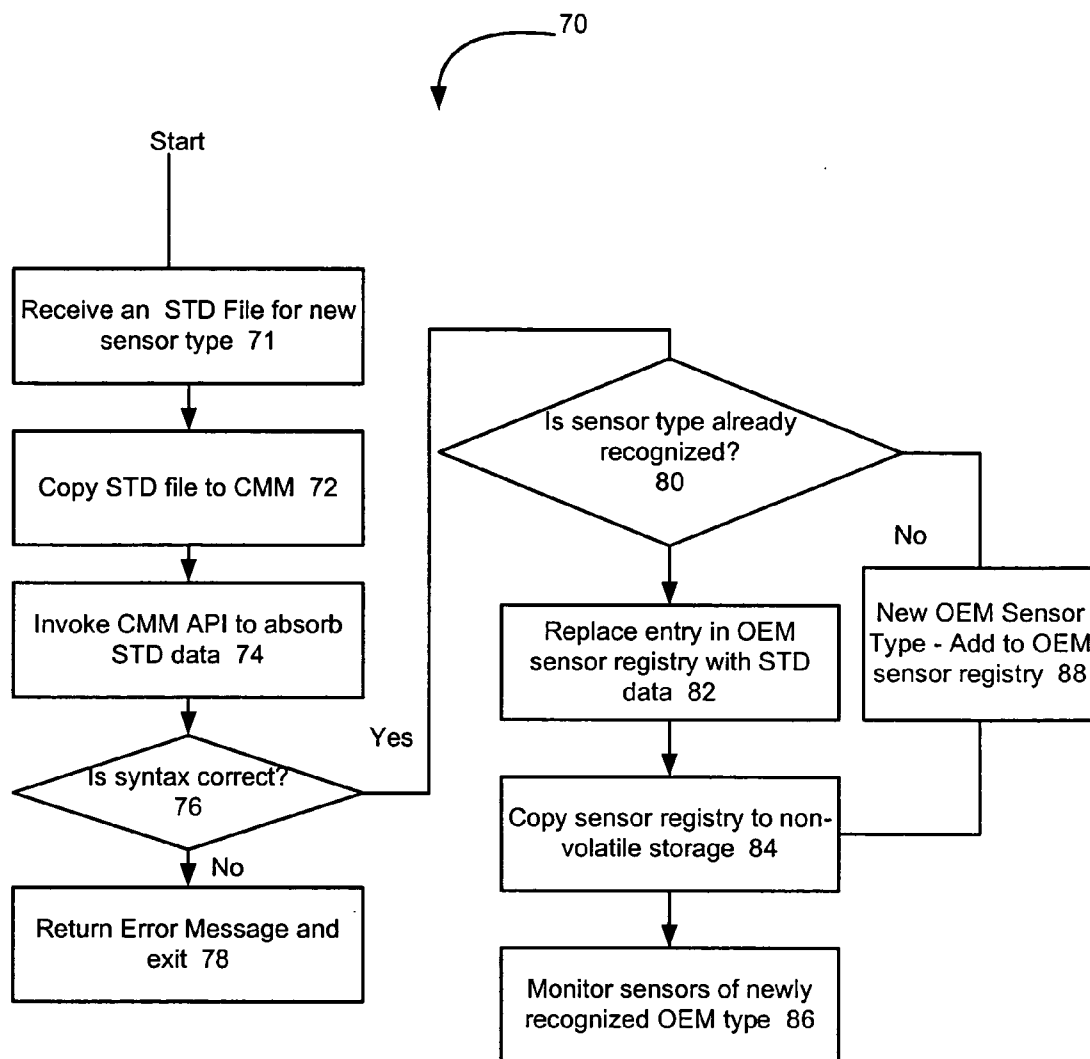 70
Start
Receive an STD File for new
sensor type 71
Copy STD file to CMM 72
Invoke CMM API to absorb
STD data 74
Is syntax correct?
76
Yes
No
Return Error Message and
exit 78
Is sensor type already
recognized?
80
No
Replace entry in OEM
sensor registry with STD
data 82
New OEM Sensor
Type - Add to OEM
sensor registry 88
Copy sensor registry to non-
volatile storage 84
Monitor sensors of newly
recognized OEM type 86